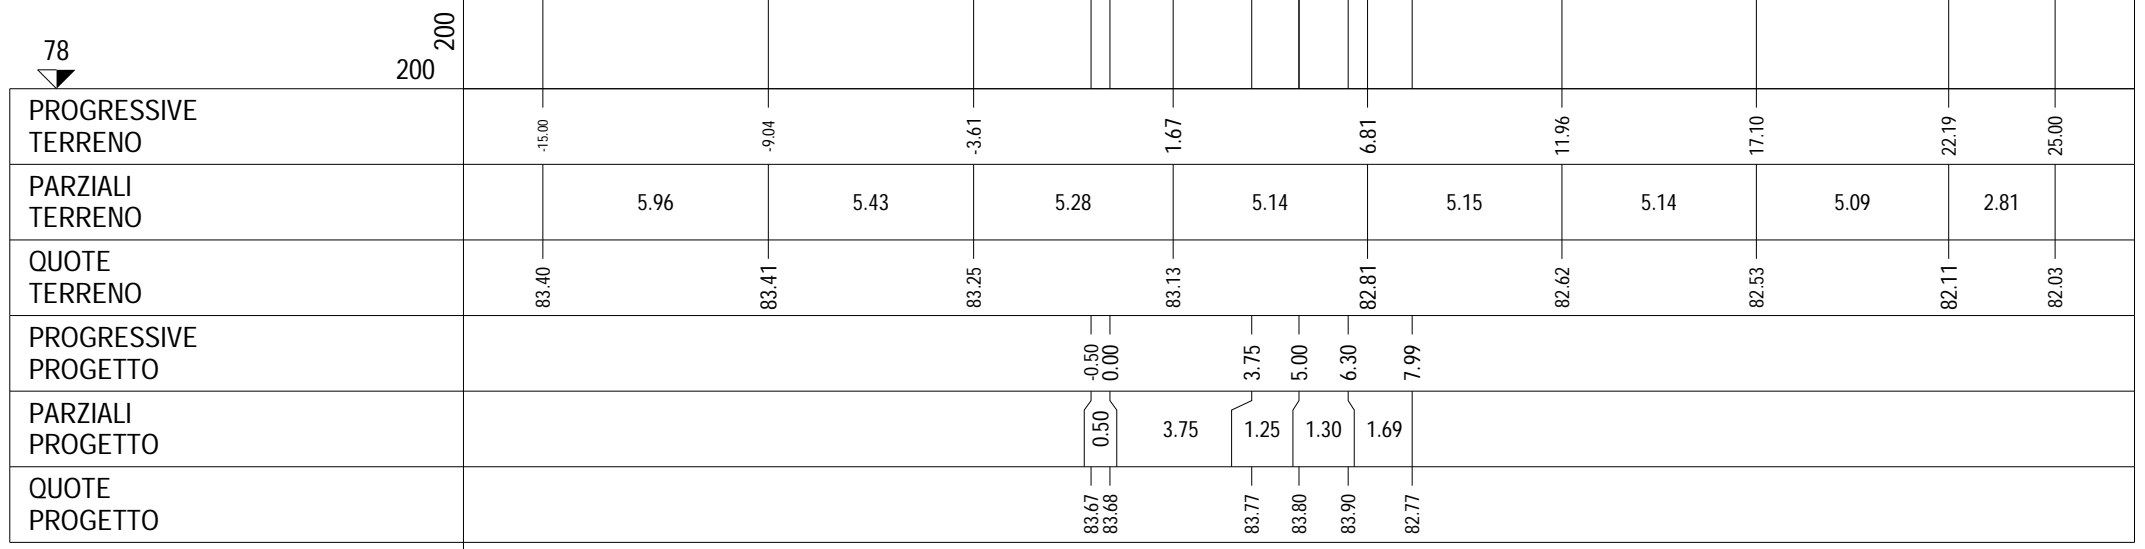 200
78
200
PROGRESSIVE
TERRENO
-15.00 -9.04 -3.61 1.67 6.81 11.96 17.10 22.19 25.00
PARZIALI
TERRENO
5.96 5.43 5.28 5.14 5.15 5.14 5.09 2.81
QUOTE
TERRENO
83.40 83.41 83.25 83.13 82.81 82.62 82.53 82.11 82.03
PROGRESSIVE
PROGETTO
-0.50 0.00 3.75 5.00 6.30 7.99
PARZIALI
PROGETTO
0.50 3.75 1.25 1.30 1.69
QUOTE
PROGETTO
83.67 83.68 83.77 83.80 83.90 82.77